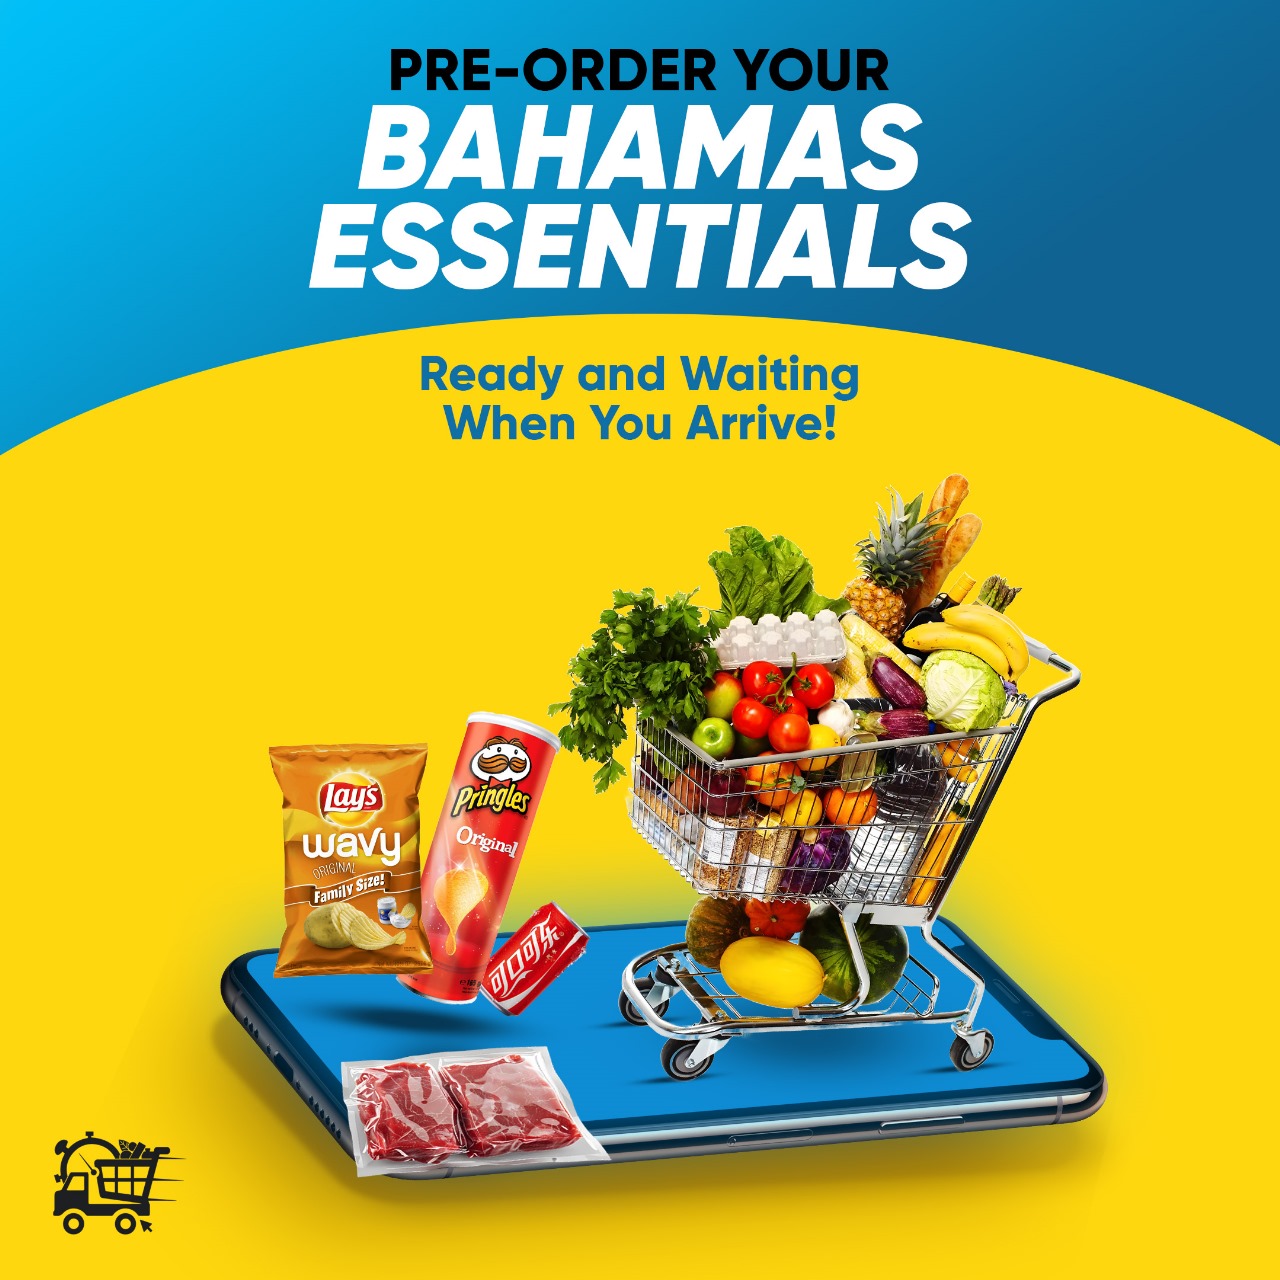 PRE-ORDER YOUR
BAHAMAS
ESSENTIALS
Ready and Waiting
When You Arrive!
Lay's
wavy
ORIGINAL
Family Size!
Pringles
Original
可口可乐